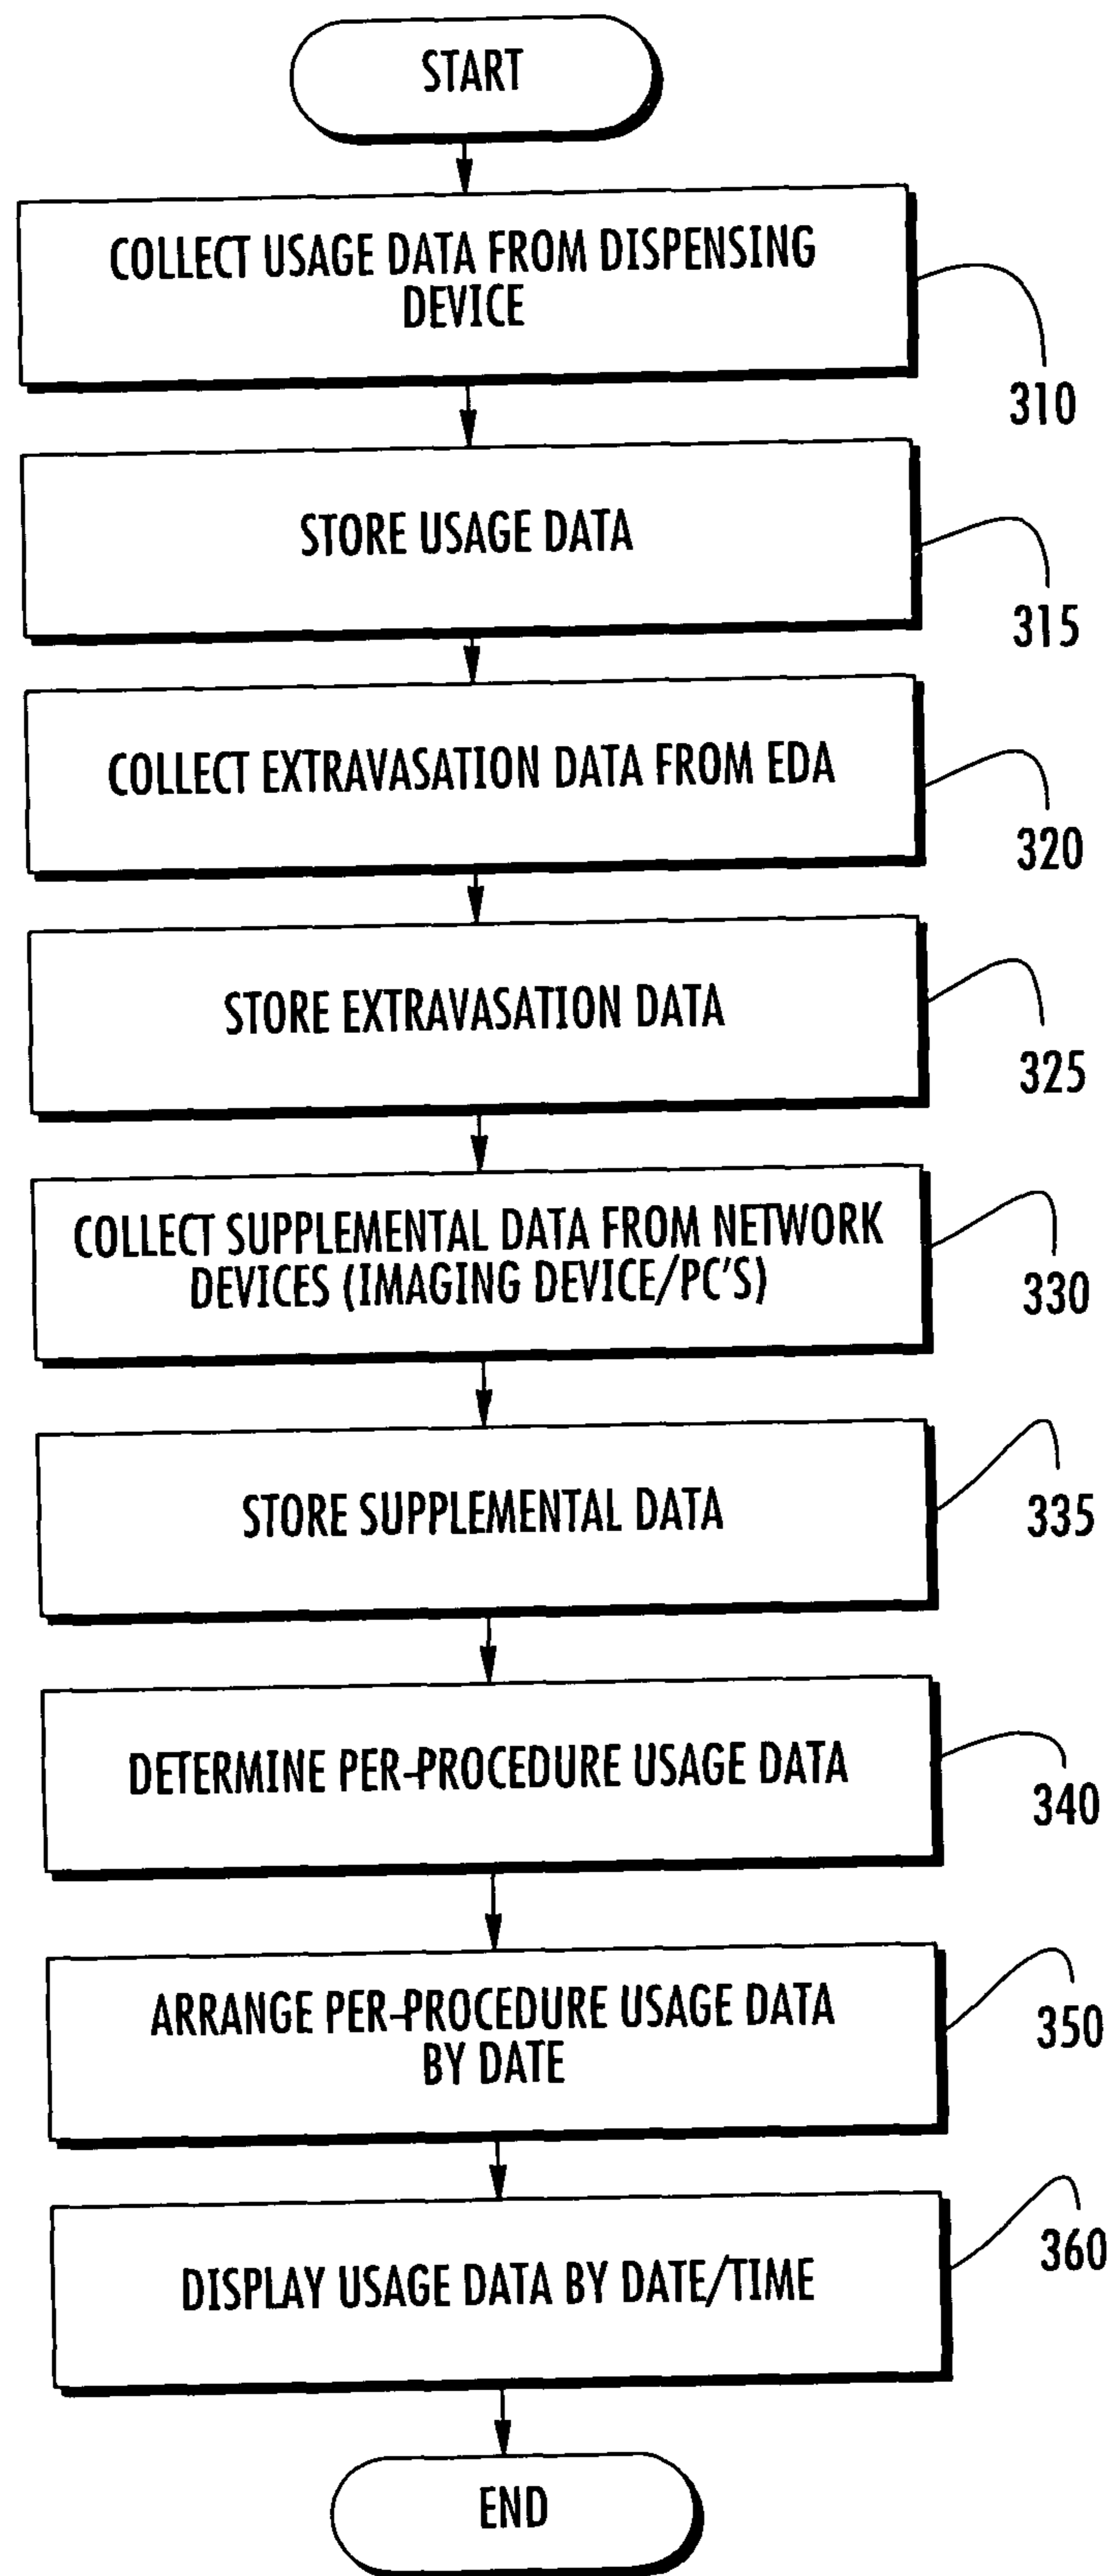 START
COLLECT USAGE DATA FROM DISPENSING
DEVICE
310
STORE USAGE DATA
315
COLLECT EXTRAVASATION DATA FROM EDA
320
STORE EXTRAVASATION DATA
325
COLLECT SUPPLEMENTAL DATA FROM NETWORK
DEVICES (IMAGING DEVICE/PC'S)
330
STORE SUPPLEMENTAL DATA
335
DETERMINE PER-PROCEDURE USAGE DATA
340
ARRANGE PER-PROCEDURE USAGE DATA
BY DATE
350
DISPLAY USAGE DATA BY DATE/TIME
360
END